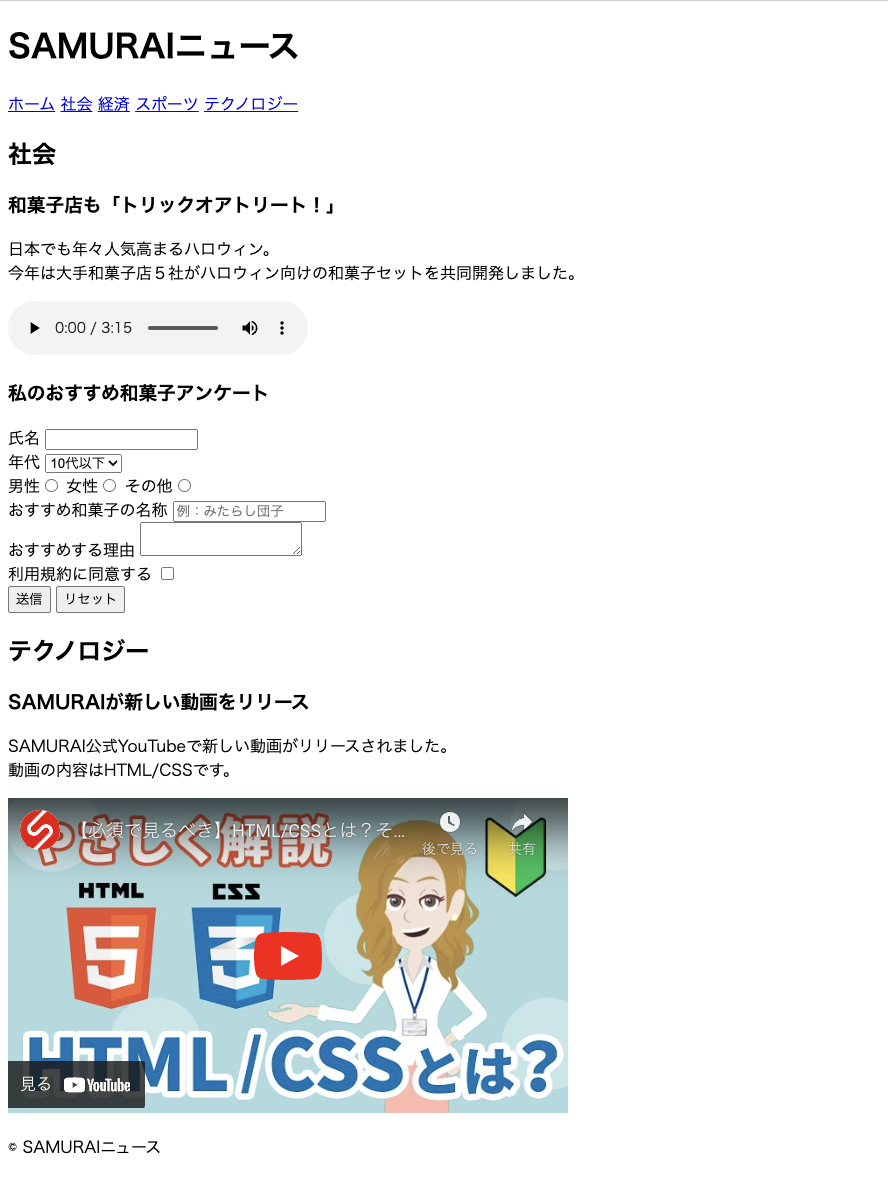 SAMURAIニュース
ホーム 社会 経済 スポーツ テクノロジー
社会
和菓子店も「トリックオアトリート！」
日本でも年々人気高まるハロウィン。
今年は大手和菓子店５社がハロウィン向けの和菓子セットを共同開発しました。
0:00 / 3:15
私のおすすめ和菓子アンケート
氏名
年代 10代以下
男性 女性 その他
おすすめ和菓子の名称 例：みたらし団子
おすすめする理由
利用規約に同意する
送信 リセット
テクノロジー
SAMURAIが新しい動画をリリース
SAMURAI公式YouTubeで新しい動画がリリースされました。
動画の内容はHTML/CSSです。
【必須で見るべき】HTML/CSSとは？そ...
後で見る 共有
やさしく解説
HTML CSS
5 3
HTML/CSSとは?
見る YouTube
© SAMURAIニュース